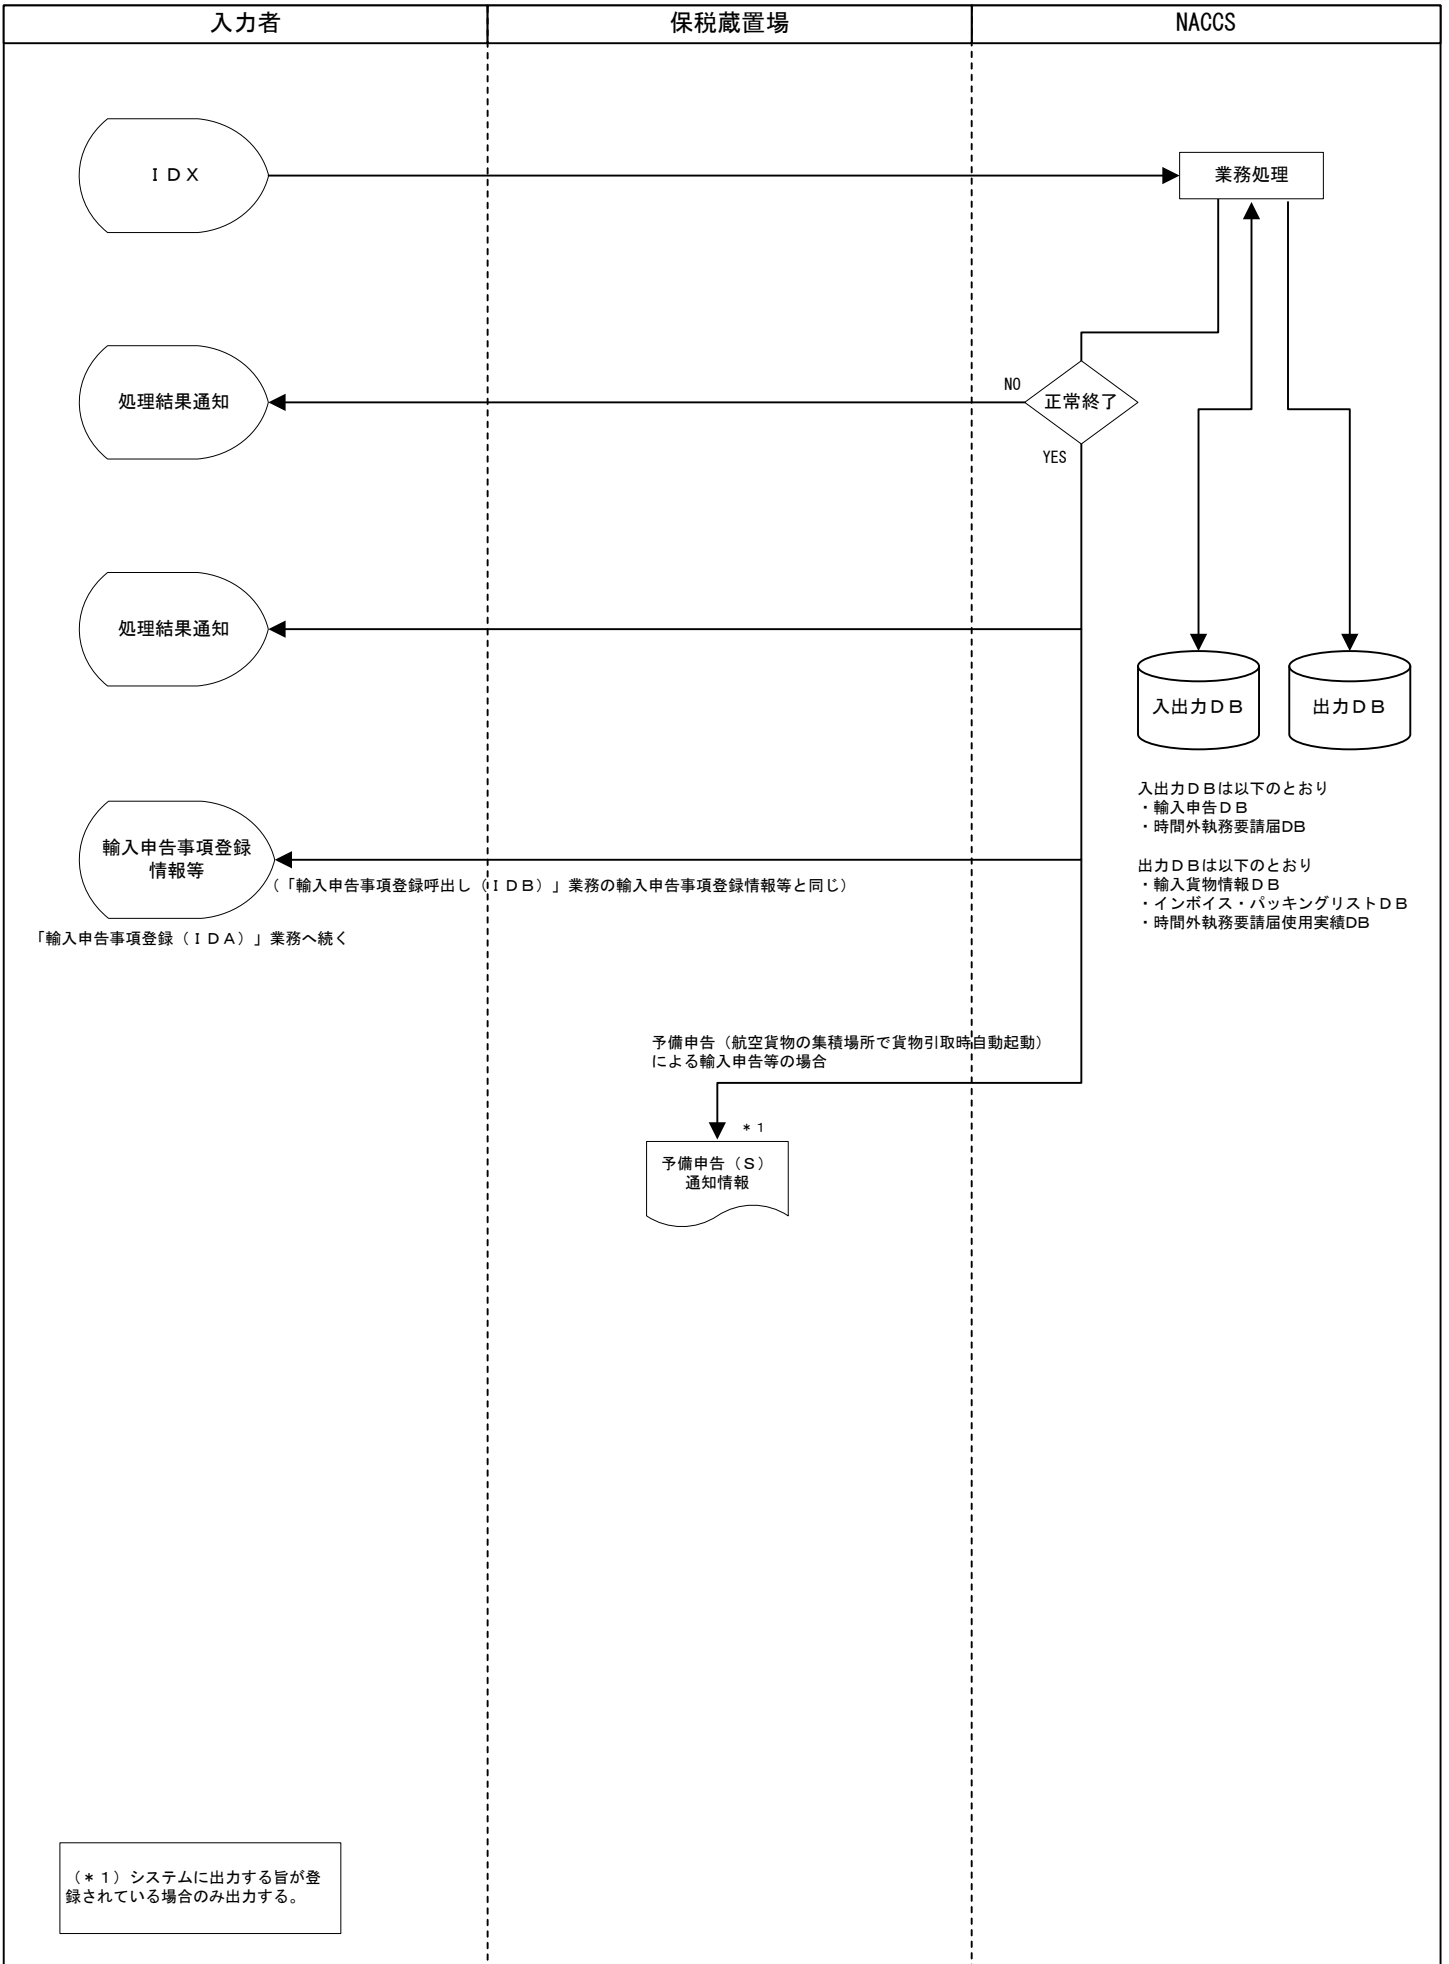 入力者
保税蔵置場
NACCS
ＩＤＸ
業務処理
処理結果通知
NO
正常終了
YES
処理結果通知
入出力ＤＢ
出力ＤＢ
入出力ＤＢは以下のとおり
・輸入申告ＤＢ
・時間外執務要請届DB
出力ＤＢは以下のとおり
・輸入貨物情報ＤＢ
・インボイス・パッキングリストＤＢ
・時間外執務要請届使用実績DB
輸入申告事項登録
情報等
（「輸入申告事項登録呼出し（ＩＤＢ）」業務の輸入申告事項登録情報等と同じ）
「輸入申告事項登録（ＩＤＡ）」業務へ続く
予備申告（航空貨物の集積場所で貨物引取時自動起動）
による輸入申告等の場合
＊１
予備申告（Ｓ）
通知情報
（＊１）システムに出力する旨が登
録されている場合のみ出力する。